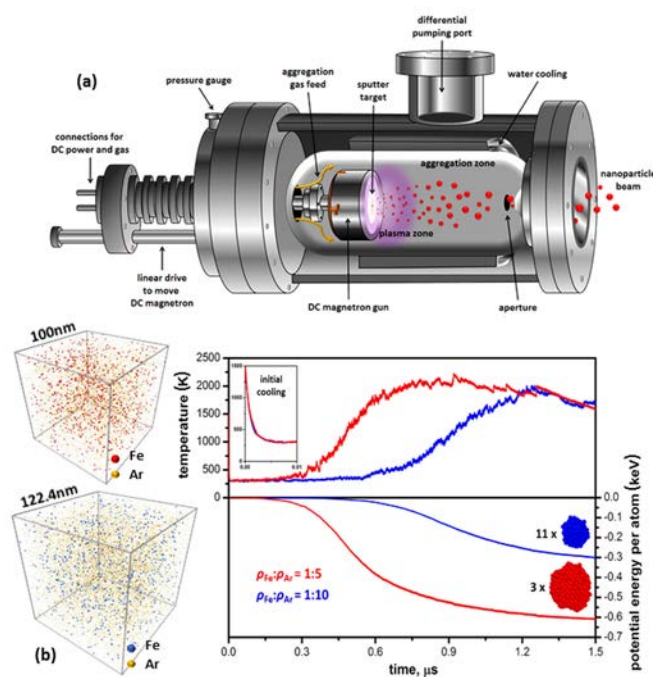 differential
pumping port
(a)
aggregation
gas feed
sputter
target
water cooling
pressure gauge
connections for
DC power and gas
aggregation zone
nanoparticle
beam
plasma zone
linear drive
to move
DC magnetron
DC magnetron gun
aperture
100nm
Fe
Ar
122.4nm
Fe
Ar
(b)
temperature (K)
2500
2000
1500
1000
500
0
1500
500
0
0.00
0.01
initial
cooling
0.0
-0.1
-0.2
-0.3
-0.4
-0.5
-0.6
-0.7
potential energy per atom (keV)
11 x
3 x
ρFe:ρAr = 1:5
ρFe:ρAr = 1:10
0.0
0.3
0.6
0.9
1.2
1.5
time, μs